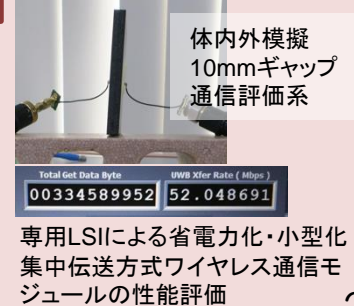 体内外模擬
10mmギャップ
通信評価系
Total Get Data Byte
UWB Xfer Rate ( Mbps )
00334589952
52.048691
専用LSIによる省電力化・小型化
集中伝送方式ワイヤレス通信モ
ジュールの性能評価